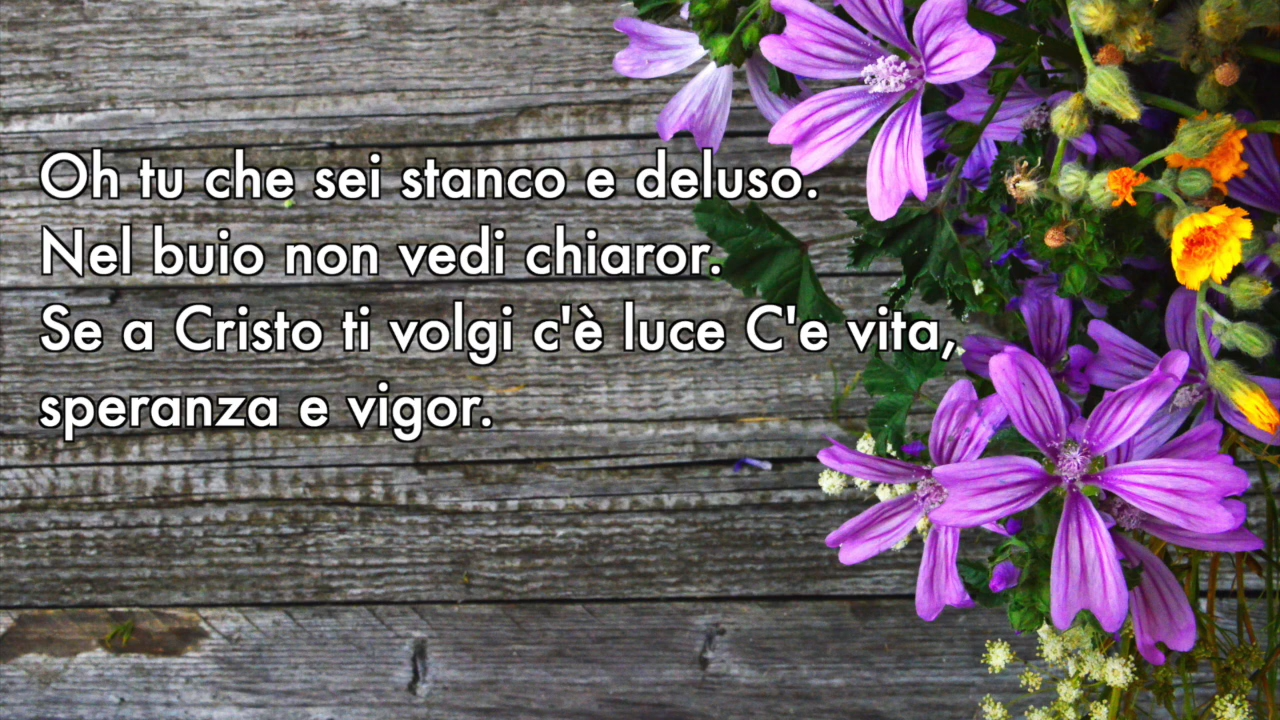 Oh tu che sei stanco e deluso.
Nel buio non vedi chiaror.
Se a Cristo ti volgi c'è luce C'e vita,
speranza e vigor.